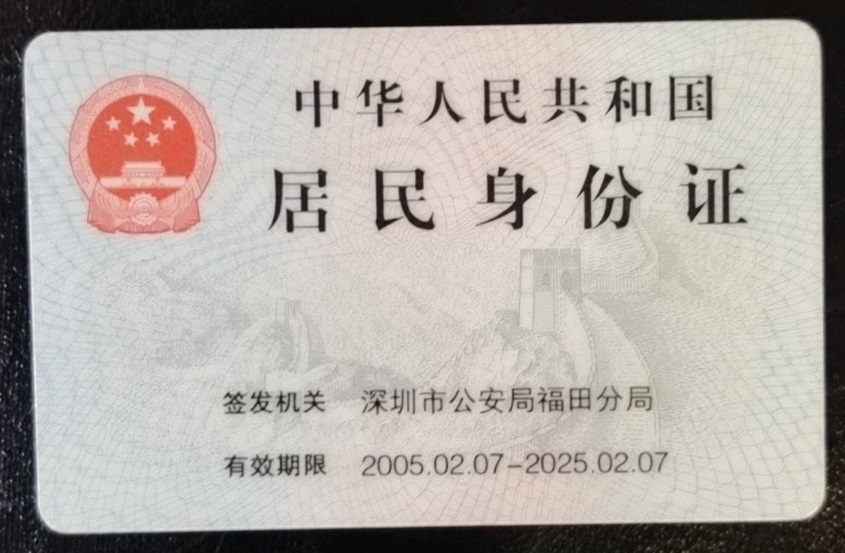 中华人民共和国
居民身份证
签发机关 深圳市公安局福田分局
有效期限 2005.02.07-2025.02.07